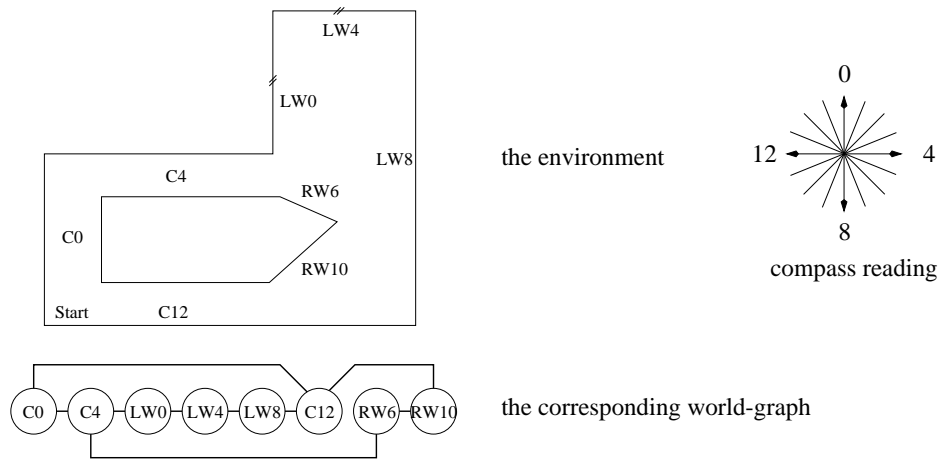 LW4
LW0
LW8
C4
RW6
C0
RW10
Start
C12
the environment
0
12
4
8
compass reading
C0 C4 LW0 LW4 LW8 C12 RW6 RW10
the corresponding world-graph